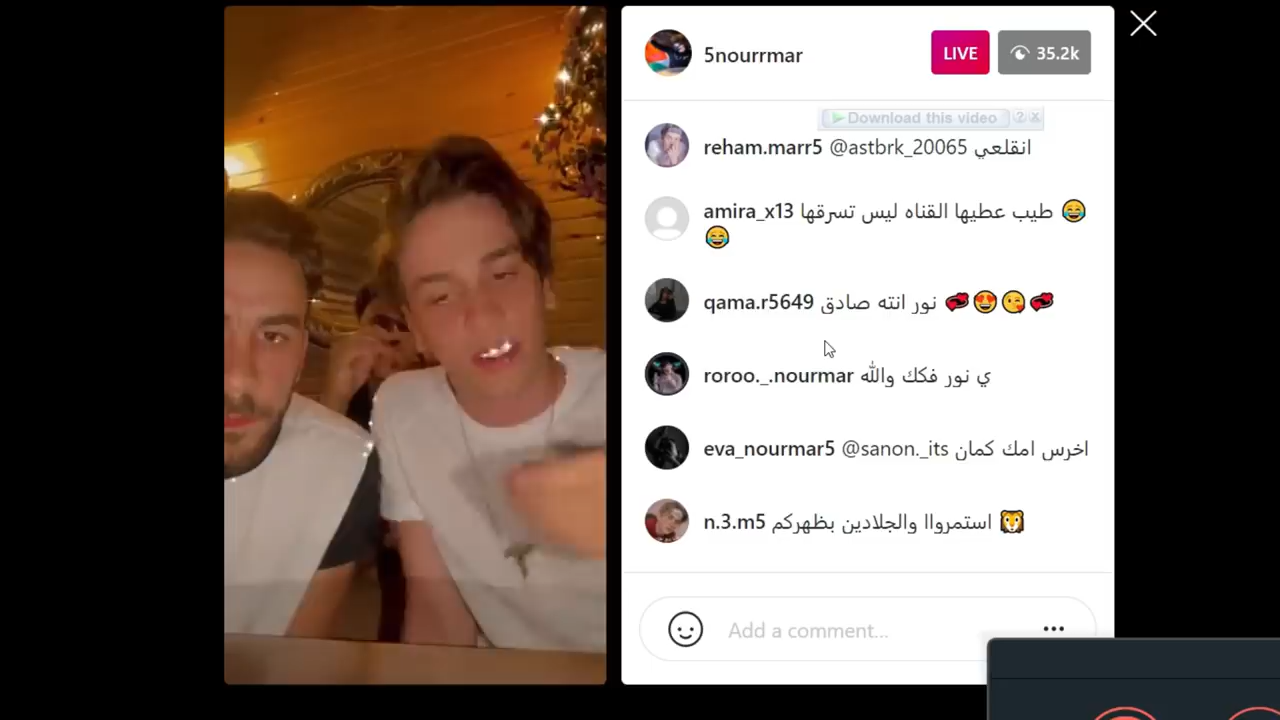 5nourrmar
LIVE
35.2k
Download this video ? x
reham.marr5 @astbrk_20065 انقلعي
amira_x13 طيب عطيها القناه ليس تسرقها 😂
😂
qama.r5649 نور انته صادق 💞😍😘💞
roroo._.nourmar ي نور فكك والله
eva_nourmar5 @sanon._its اخرس امك كمان
n.3.m5 استمرواا والجلادين بظهركم 🐯
Add a comment...